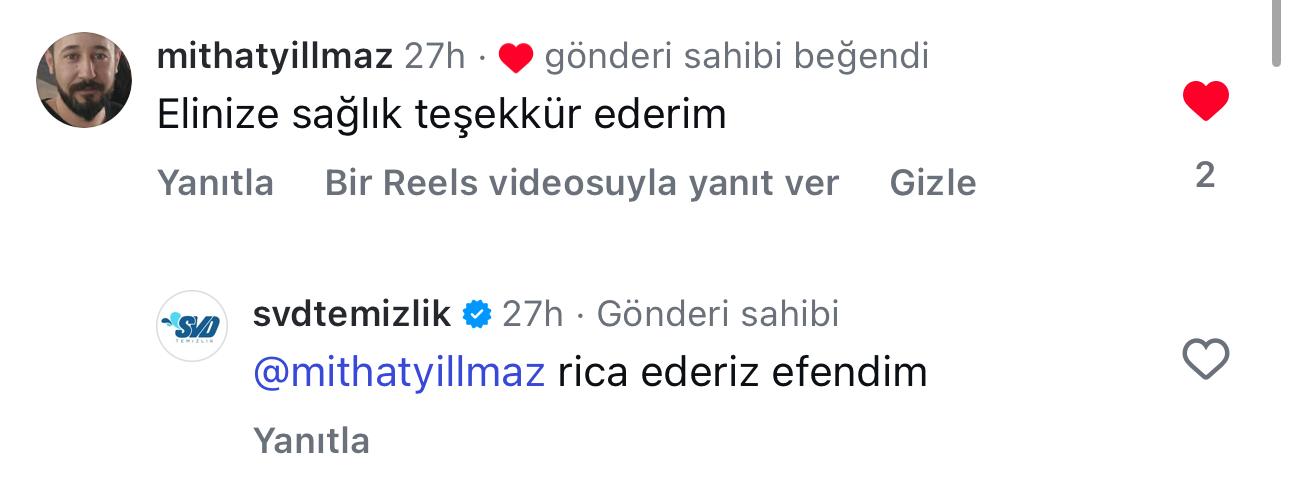 mithatyillmaz 27h · ❤️ gönderi sahibi beğendi
Elinize sağlık teşekkür ederim
Yanıtla Bir Reels videosuyla yanıt ver Gizle
2
SVD
TEMİZLİK
svdtemizlik 27h · Gönderi sahibi
@mithatyillmaz rica ederiz efendim
Yanıtla